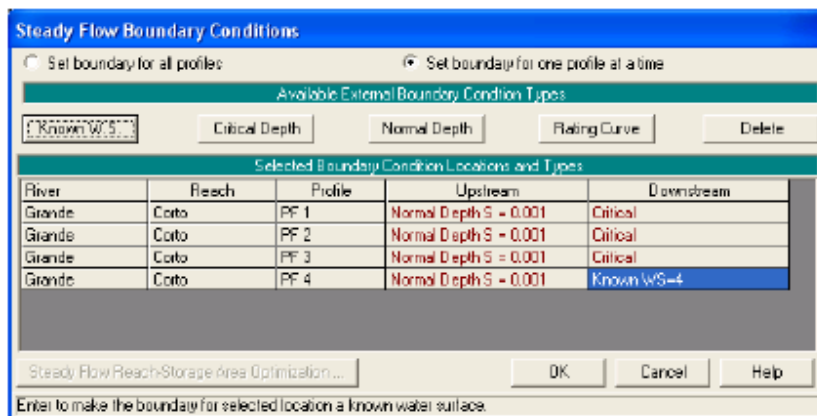 Steady Flow Boundary Conditions
Set boundary for all profiles Set boundary for one profile at a time
Available External Boundary Condtion Types
Known W.S. Critical Depth Normal Depth Rating Curve Delete
Selected Boundary Condition Locations and Types
River Reach Profile Upstream Downstream
Grande Corto PF 1 Normal Depth S = 0.001 Critical
Grande Corto PF 2 Normal Depth S = 0.001 Critical
Grande Corto PF 3 Normal Depth S = 0.001 Critical
Grande Corto PF 4 Normal Depth S = 0.001 Known WS=4
Steady Flow Reach-Storage Area Optimization ... OK Cancel Help
Enter to make the boundary for selected location a known water surface.